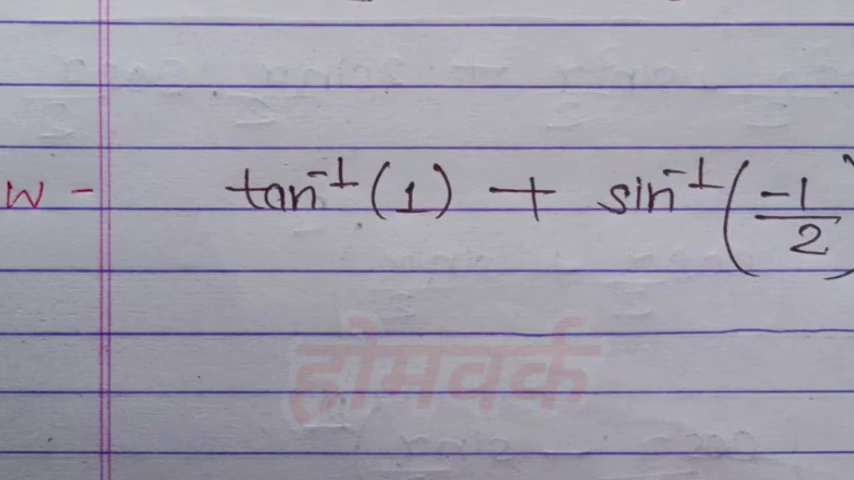 W - tan⁻¹(1) + sin⁻¹(-1/2)
होमवर्क